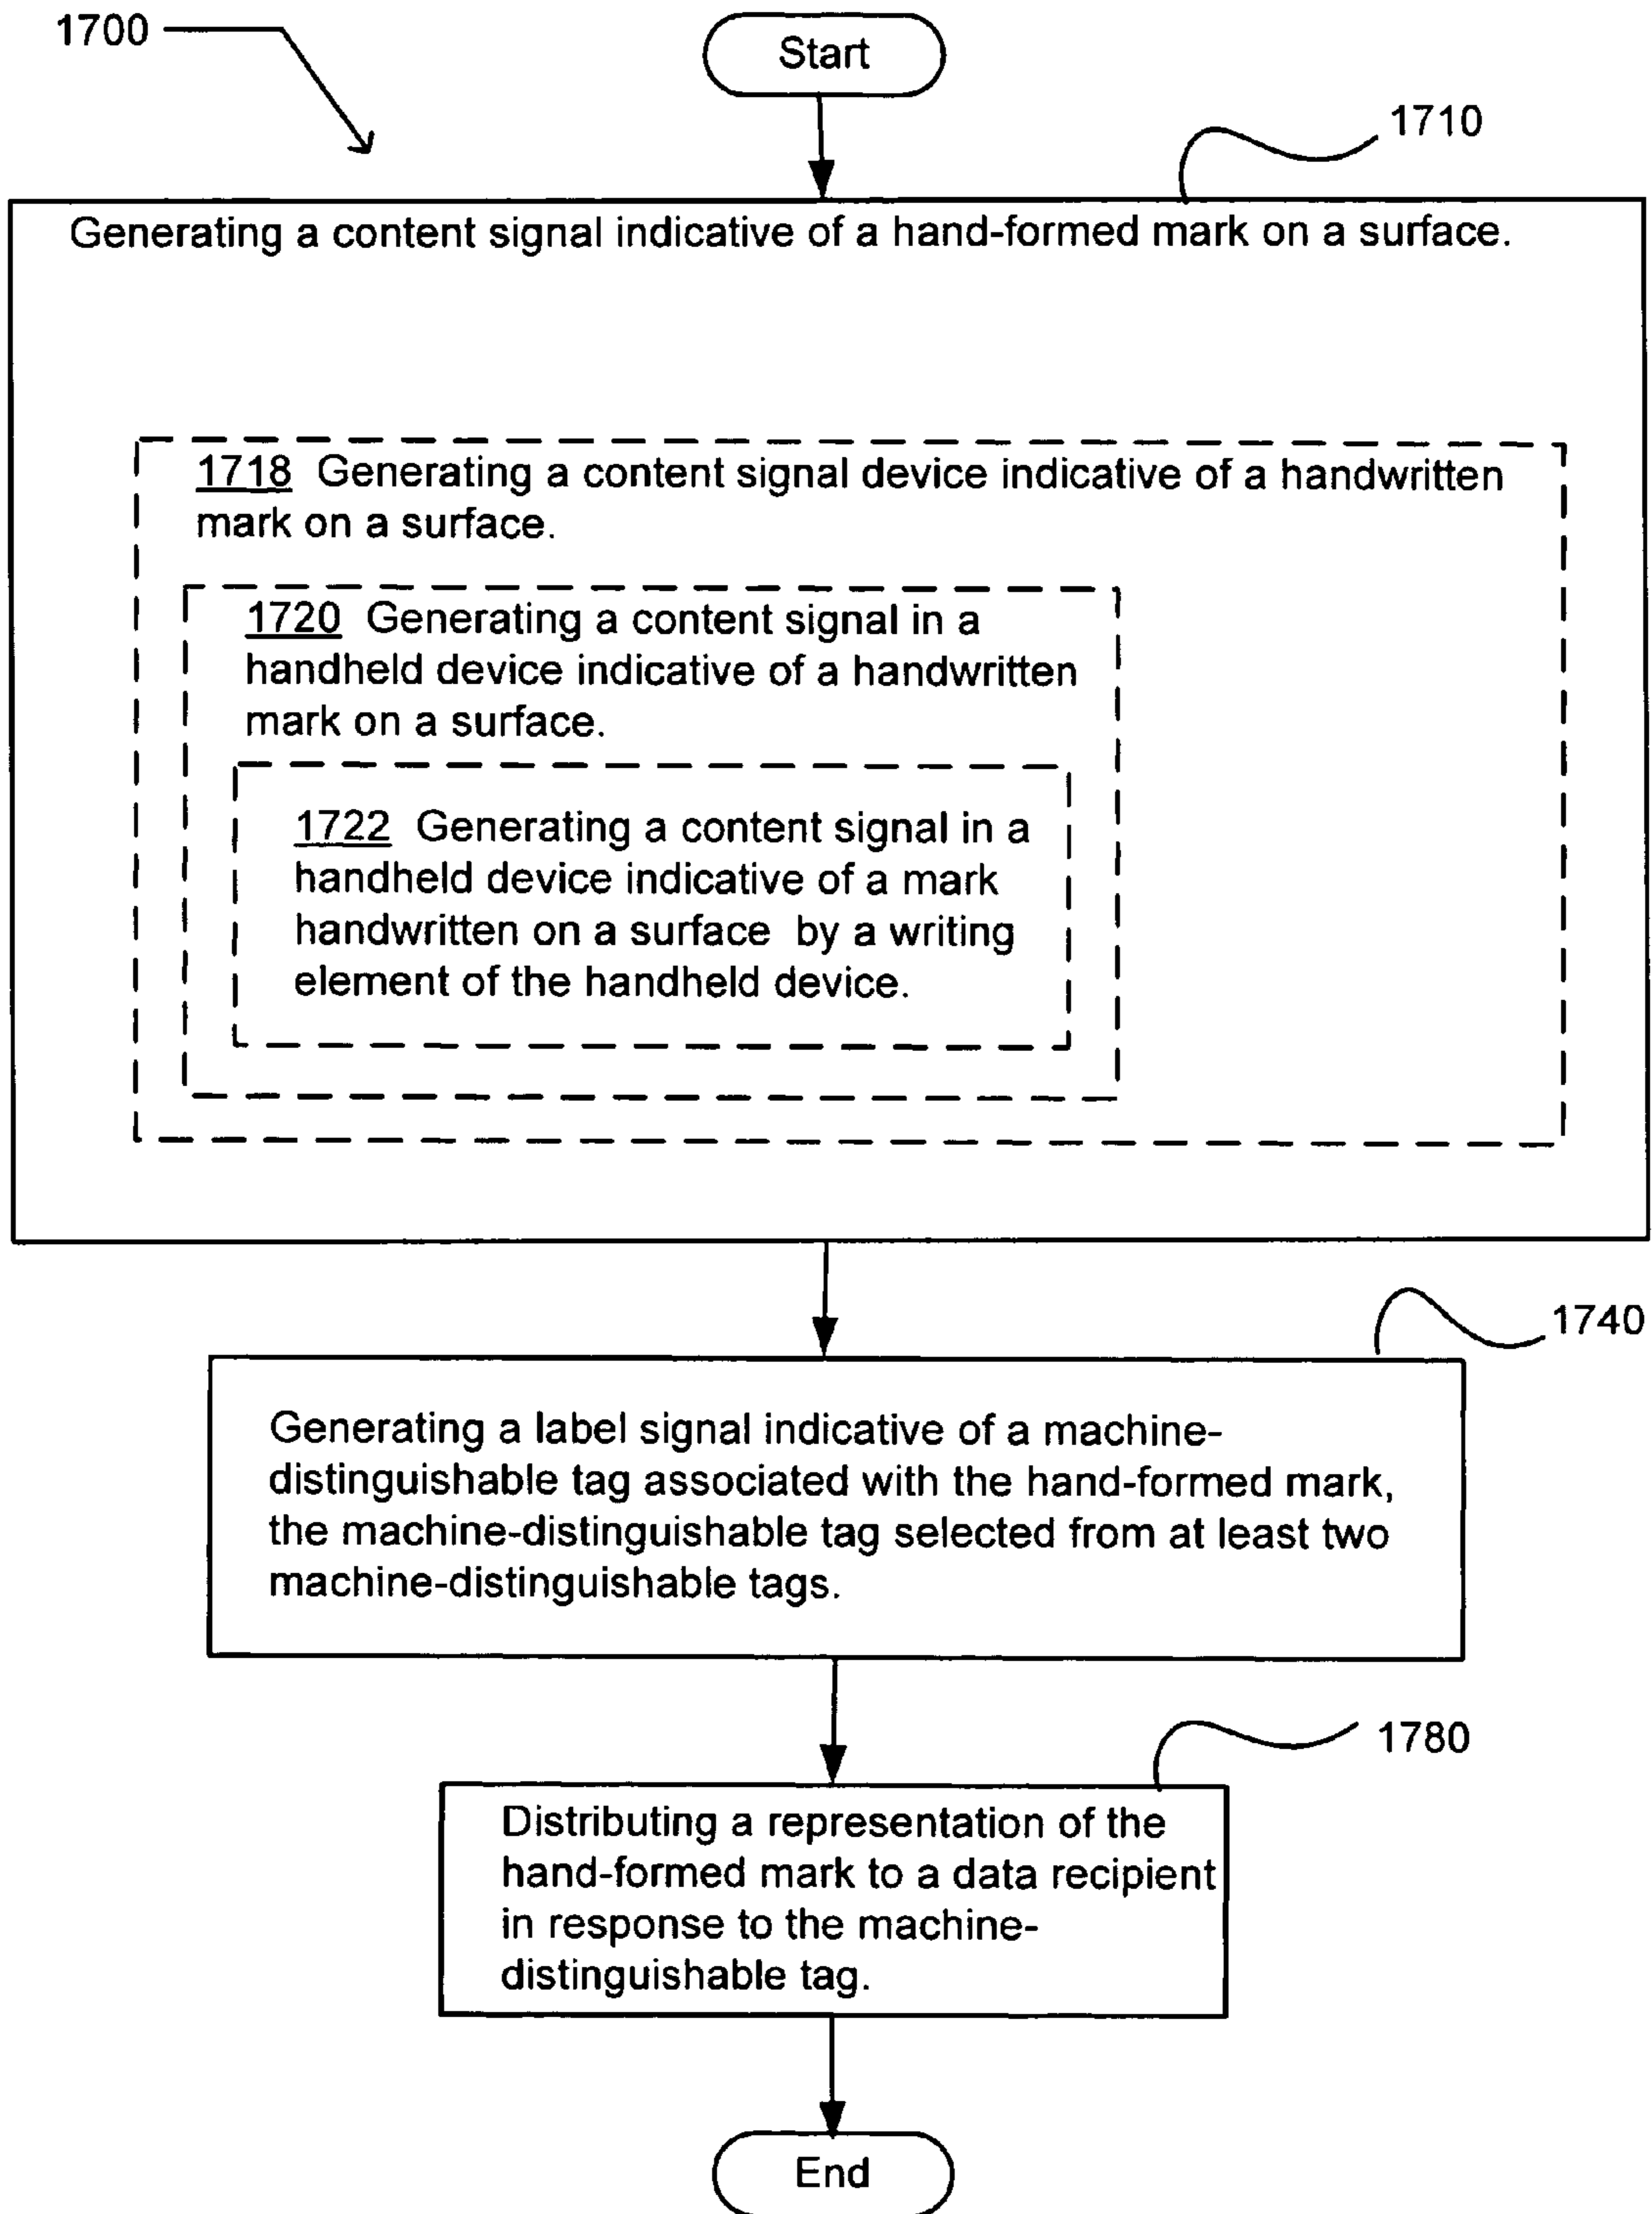 1700
Start
1710
Generating a content signal indicative of a hand-formed mark on a surface.
1718 Generating a content signal device indicative of a handwritten
mark on a surface.
1720 Generating a content signal in a
handheld device indicative of a handwritten
mark on a surface.
1722 Generating a content signal in a
handheld device indicative of a mark
handwritten on a surface by a writing
element of the handheld device.
1740
Generating a label signal indicative of a machine-
distinguishable tag associated with the hand-formed mark,
the machine-distinguishable tag selected from at least two
machine-distinguishable tags.
1780
Distributing a representation of the
hand-formed mark to a data recipient
in response to the machine-
distinguishable tag.
End